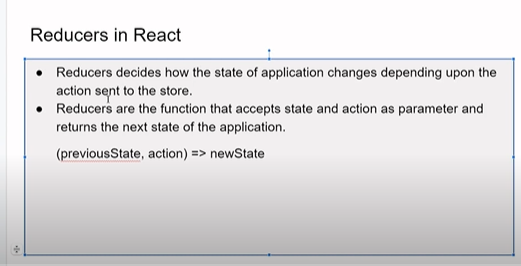 Reducers in React
● Reducers decides how the state of application changes depending upon the
action sent to the store.
● Reducers are the function that accepts state and action as parameter and
returns the next state of the application.
(previousState, action) => newState